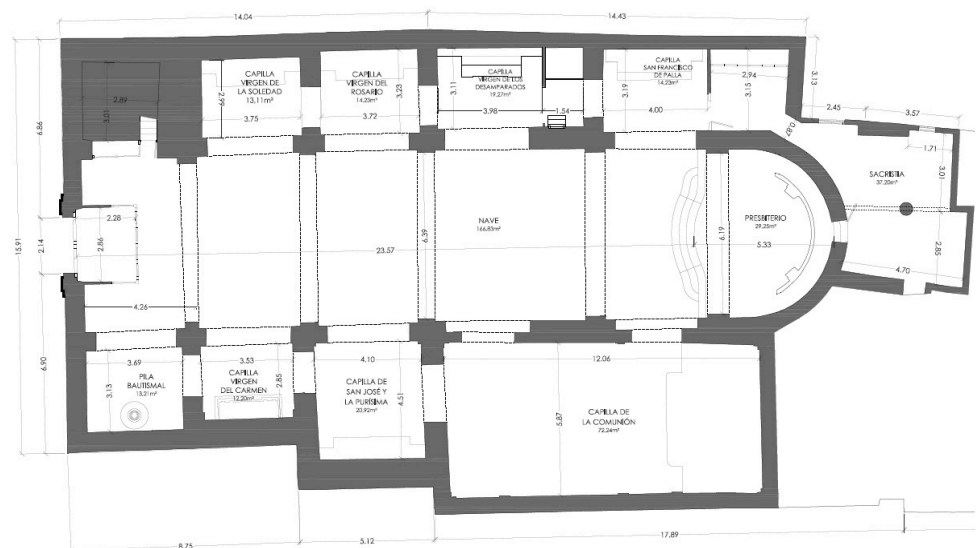 14.04
14.43
15.91
6.86
2.14
6.90
3.01
2.89
CAPILLA
VIRGEN DE
LA SOLEDAD
13,11m²
2.99
3.75
CAPILLA
VIRGEN DEL
ROSARIO
14,23m²
3.23
3.72
3.11
CAPILLA
VIRGEN DE LOS
DESAMPARADOS
19,27m²
3.98
1.54
3.19
CAPILLA
SAN FRANCISCO
DE PALLA
14,23m²
4.00
2.94
3.15
3.13
0.87
2.45
3.57
1.71
3.01
SACRISTIA
37,20m²
2.85
4.70
2.28
2.86
23.57
6.39
NAVE
166,83m²
6.19
PRESBITERIO
29,25m²
5.33
4.26
3.69
3.13
PILA
BAUTISMAL
13,21m²
3.53
CAPILLA
VIRGEN
DEL CARMEN
12,20m²
2.85
4.10
CAPILLA DE
SAN JOSÉ Y
LA PURÍSIMA
20,92m²
4.51
12.06
5.87
CAPILLA DE
LA COMUNIÓN
72,24m²
8.75
5.12
17.89